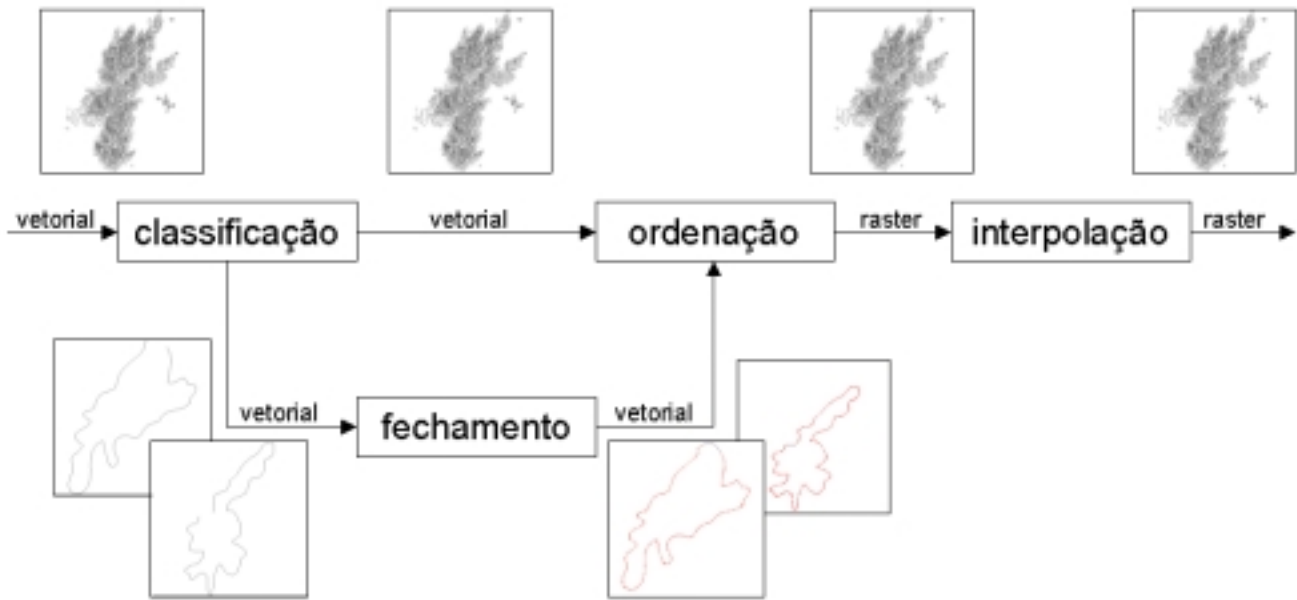 vetorial
classificação
vetorial
ordenação
raster
interpolação
raster
vetorial
fechamento
vetorial